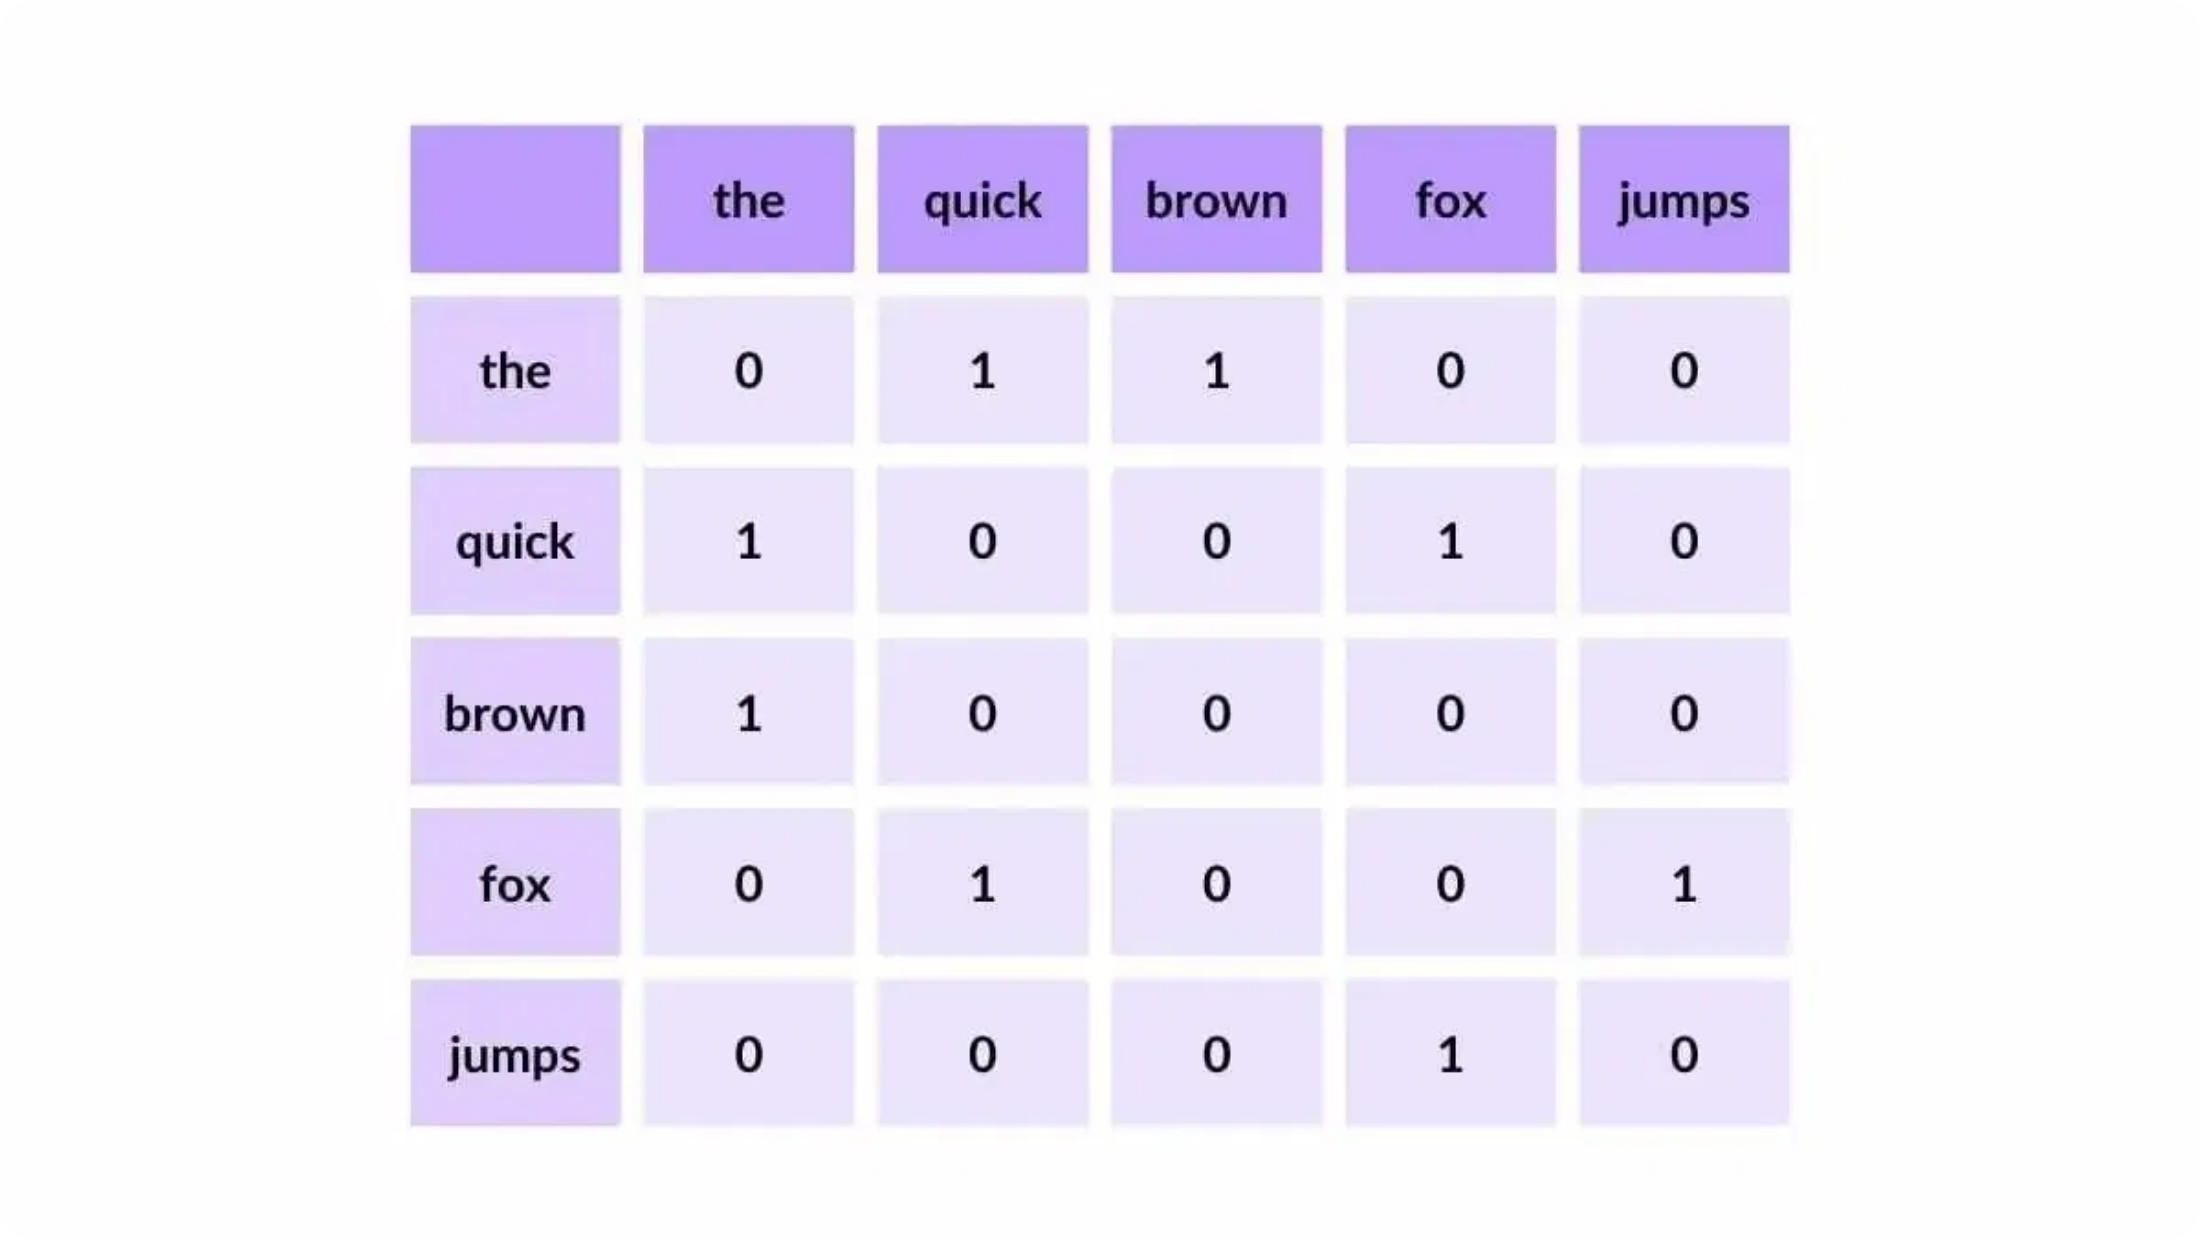 the quick brown fox jumps
the 0 1 1 0 0
quick 1 0 0 1 0
brown 1 0 0 0 0
fox 0 1 0 0 1
jumps 0 0 0 1 0